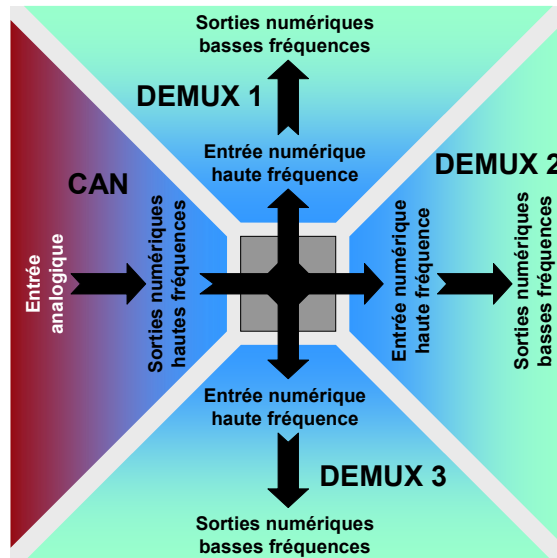 Sorties numériques
basses fréquences
DEMUX 1
Entrée numérique
haute fréquence
CAN
Entrée
analogique
Sorties numériques
hautes fréquences
DEMUX 2
Entrée numérique
haute fréquence
Sorties numériques
basses fréquences
Entrée numérique
haute fréquence
DEMUX 3
Sorties numériques
basses fréquences